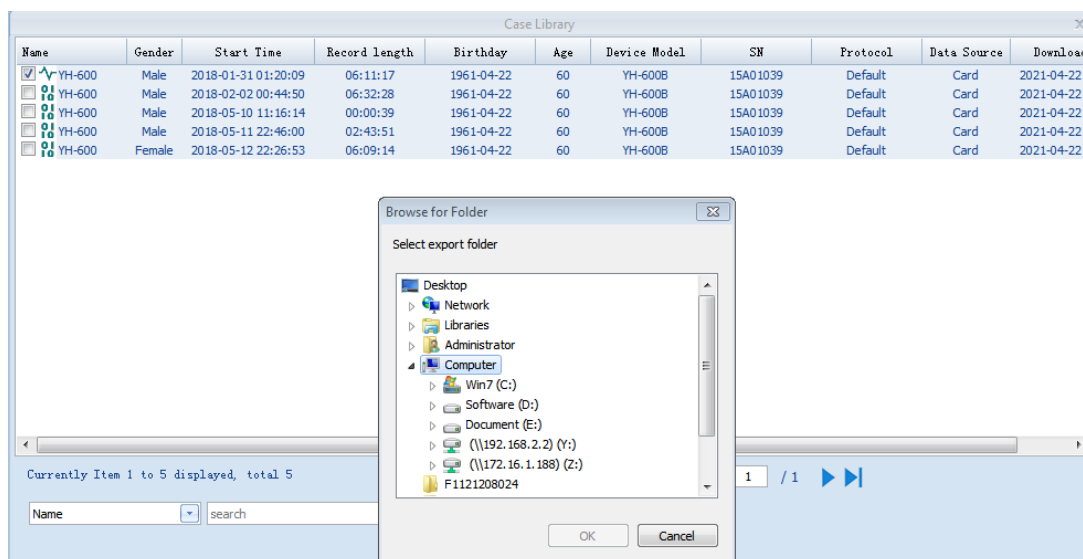 Case Library
Name Gender Start Time Record length Birthday Age Device Model SN Protocol Data Source
YH-600 Male 2018-01-31 01:20:09 06:11:17 1961-04-22 60 YH-600B 15A01039 Default Card 2021-04-22
YH-600 Male 2018-02-02 00:44:50 06:32:28 1961-04-22 60 YH-600B 15A01039 Default Card 2021-04-22
YH-600 Male 2018-05-10 11:16:14 00:00:39 1961-04-22 60 YH-600B 15A01039 Default Card 2021-04-22
YH-600 Male 2018-05-11 22:46:00 02:43:51 1961-04-22 60 YH-600B 15A01039 Default Card 2021-04-22
YH-600 Female 2018-05-12 22:26:53 06:09:14 1961-04-22 60 YH-600B 15A01039 Default Card 2021-04-22
Browse for Folder
Select export folder
Desktop
Network
Libraries
Administrator
Computer
Win7 (C:)
Software (D:)
Document (E:)
(\\192.168.2.2) (Y:)
(\\172.16.1.188) (Z:)
F1121208024
OK Cancel
Currently Item 1 to 5 displayed, total 5
1 / 1
Name search